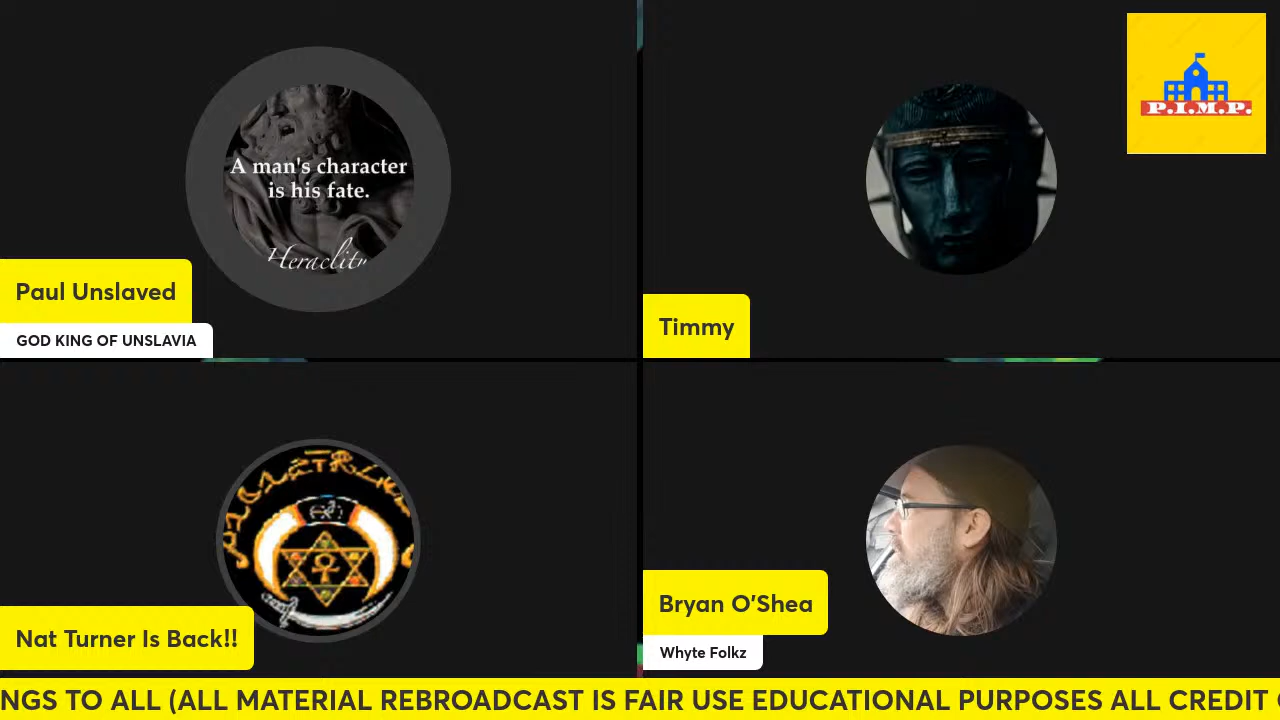 A man's character
is his fate.
Paul Unslaved
GOD KING OF UNSLAVIA
P.I.M.P.
Timmy
Nat Turner Is Back!!
Bryan O'Shea
Whyte Folkz
NGS TO ALL (ALL MATERIAL REBROADCAST IS FAIR USE EDUCATIONAL PURPOSES ALL CREDIT